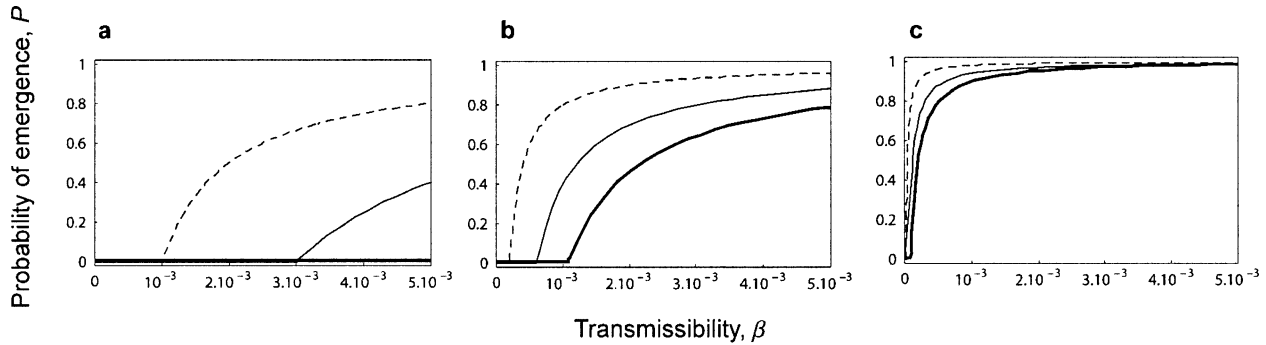 a b c
Probability of emergence, P
1 1 1
0.8 0.8 0.8
0.6 0.6 0.6
0.4 0.4 0.4
0.2 0.2 0.2
0 0 0
0 10⁻³ 2.10⁻³ 3.10⁻³ 4.10⁻³ 5.10⁻³ 0 10⁻³ 2.10⁻³ 3.10⁻³ 4.10⁻³ 5.10⁻³ 0 10⁻³ 2.10⁻³ 3.10⁻³ 4.10⁻³ 5.10⁻³
Transmissibility, β